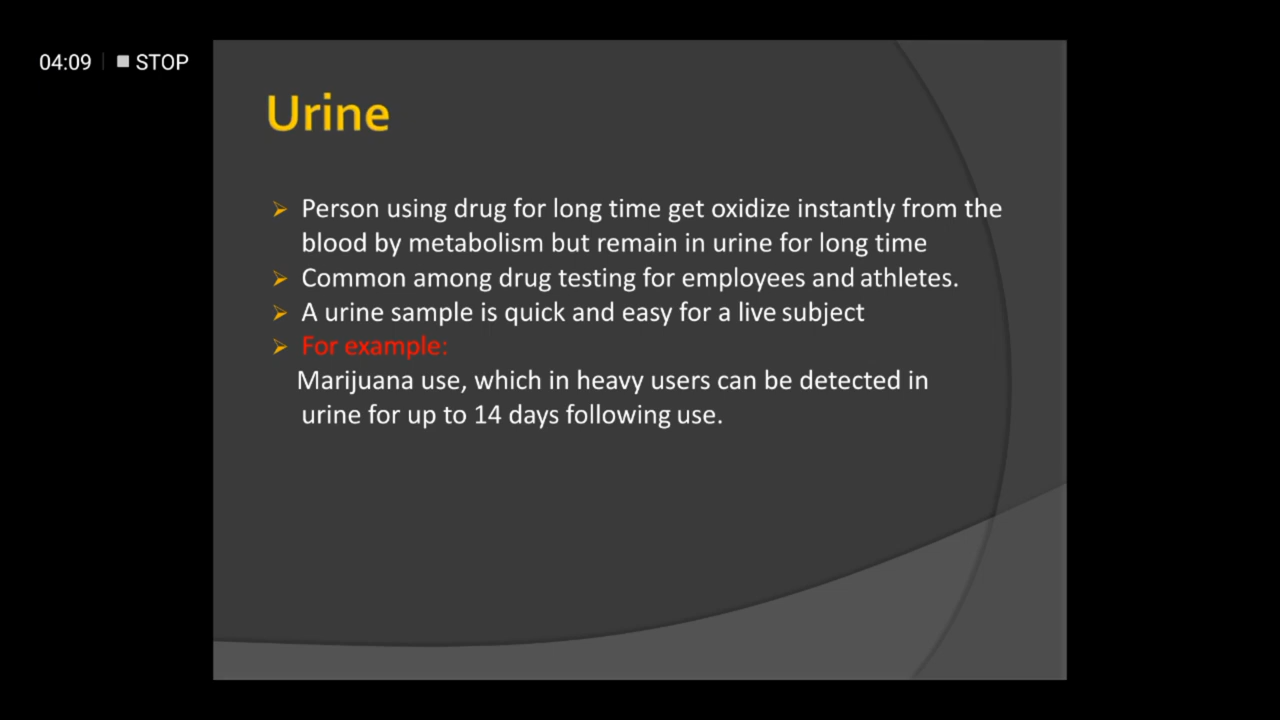 04:09 STOP
Urine
Person using drug for long time get oxidize instantly from the
blood by metabolism but remain in urine for long time
Common among drug testing for employees and athletes.
A urine sample is quick and easy for a live subject
For example:
Marijuana use, which in heavy users can be detected in
urine for up to 14 days following use.